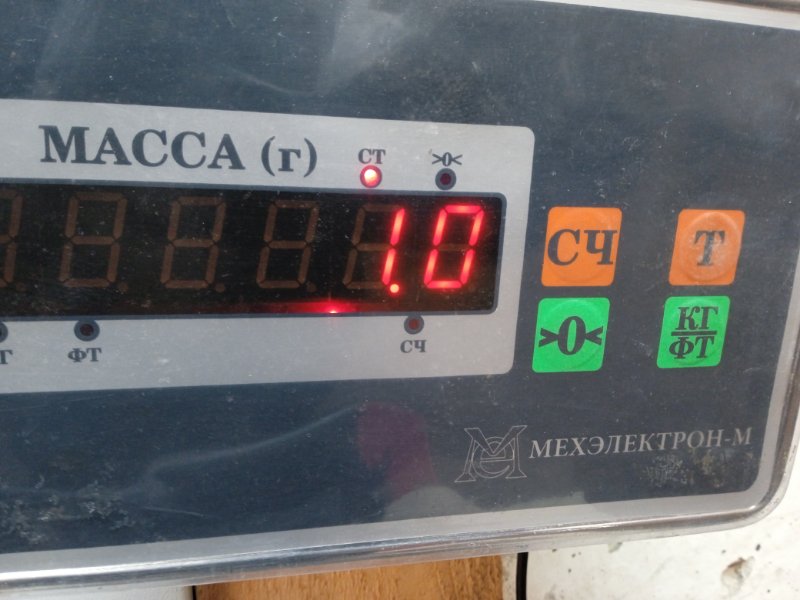 МАССА (г)
СТ
>0<
1.0
Г
ФТ
СЧ
СЧ
Т
>0<
КГ
ФТ
МЕХЭЛЕКТРОН-М